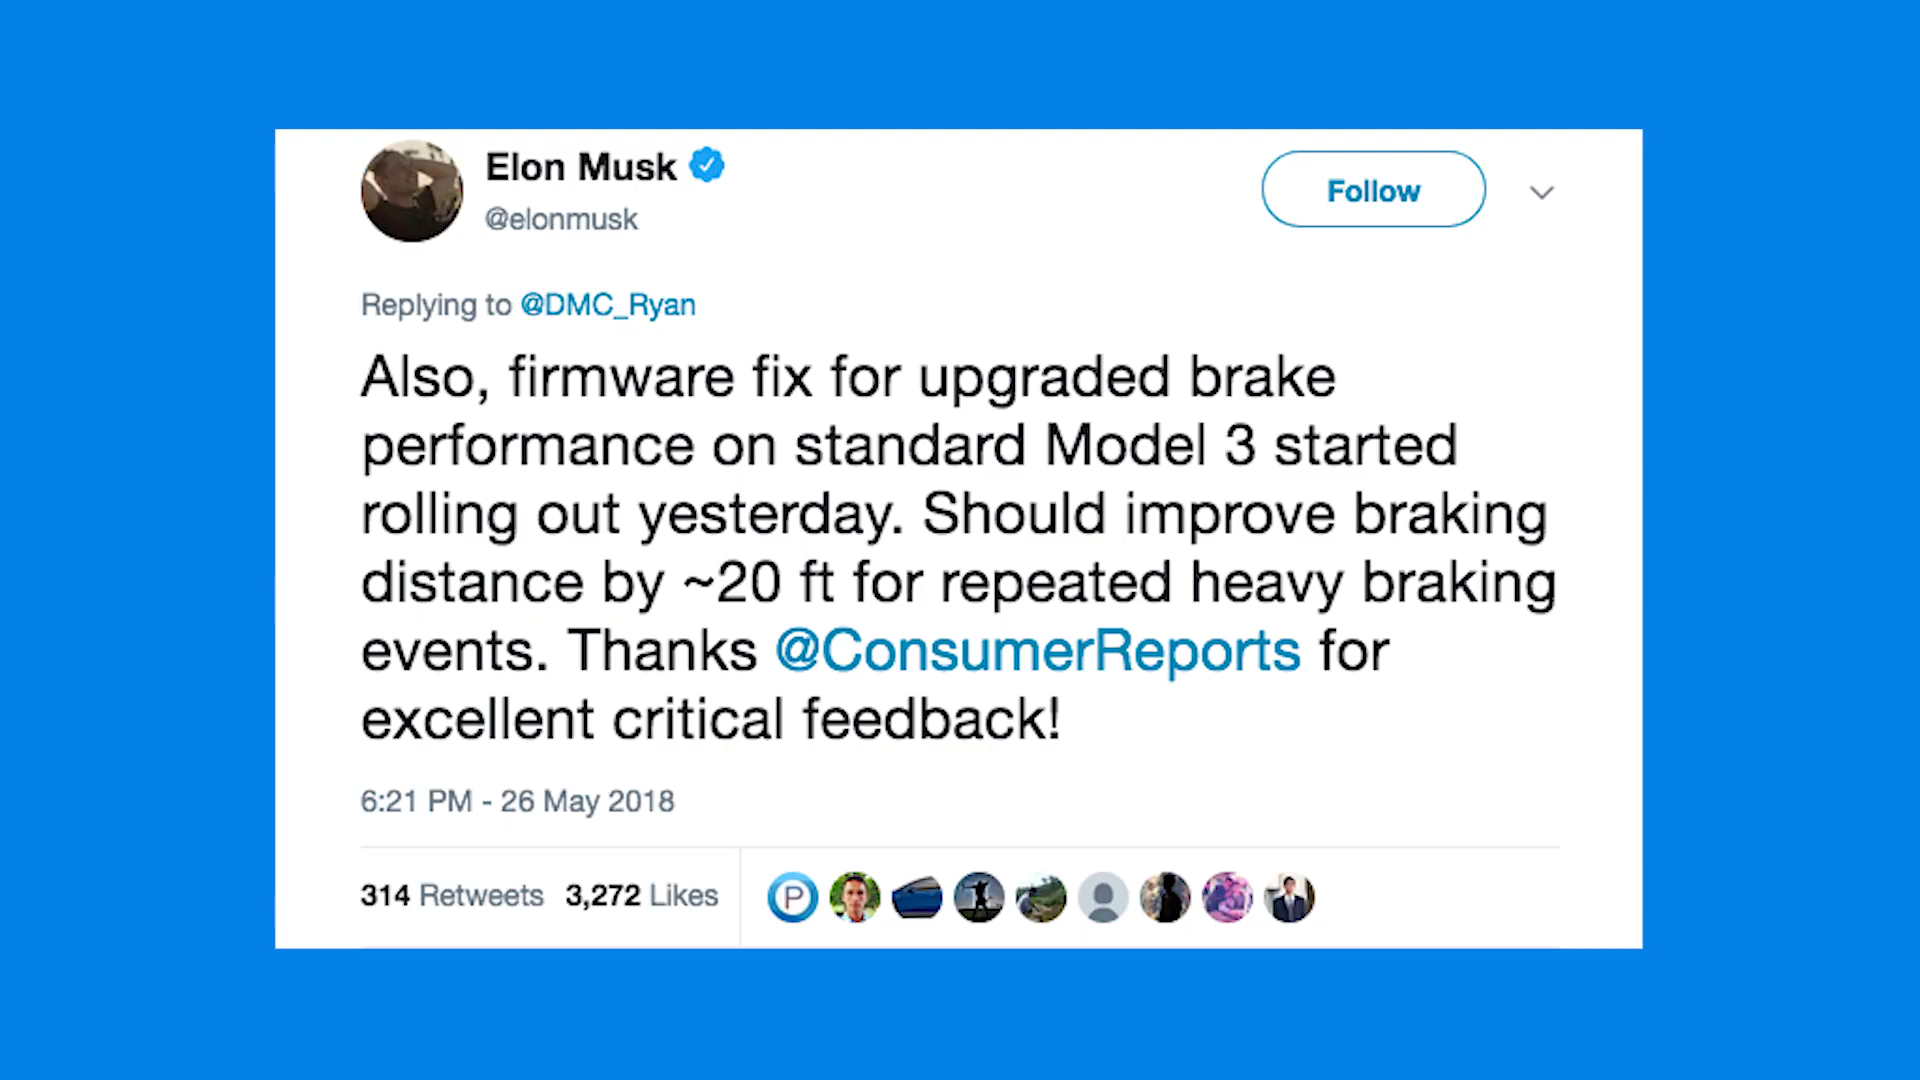 Elon Musk
@elonmusk
Follow
Replying to @DMC_Ryan
Also, firmware fix for upgraded brake
performance on standard Model 3 started
rolling out yesterday. Should improve braking
distance by ~20 ft for repeated heavy braking
events. Thanks @ConsumerReports for
excellent critical feedback!
6:21 PM - 26 May 2018
314 Retweets 3,272 Likes
P